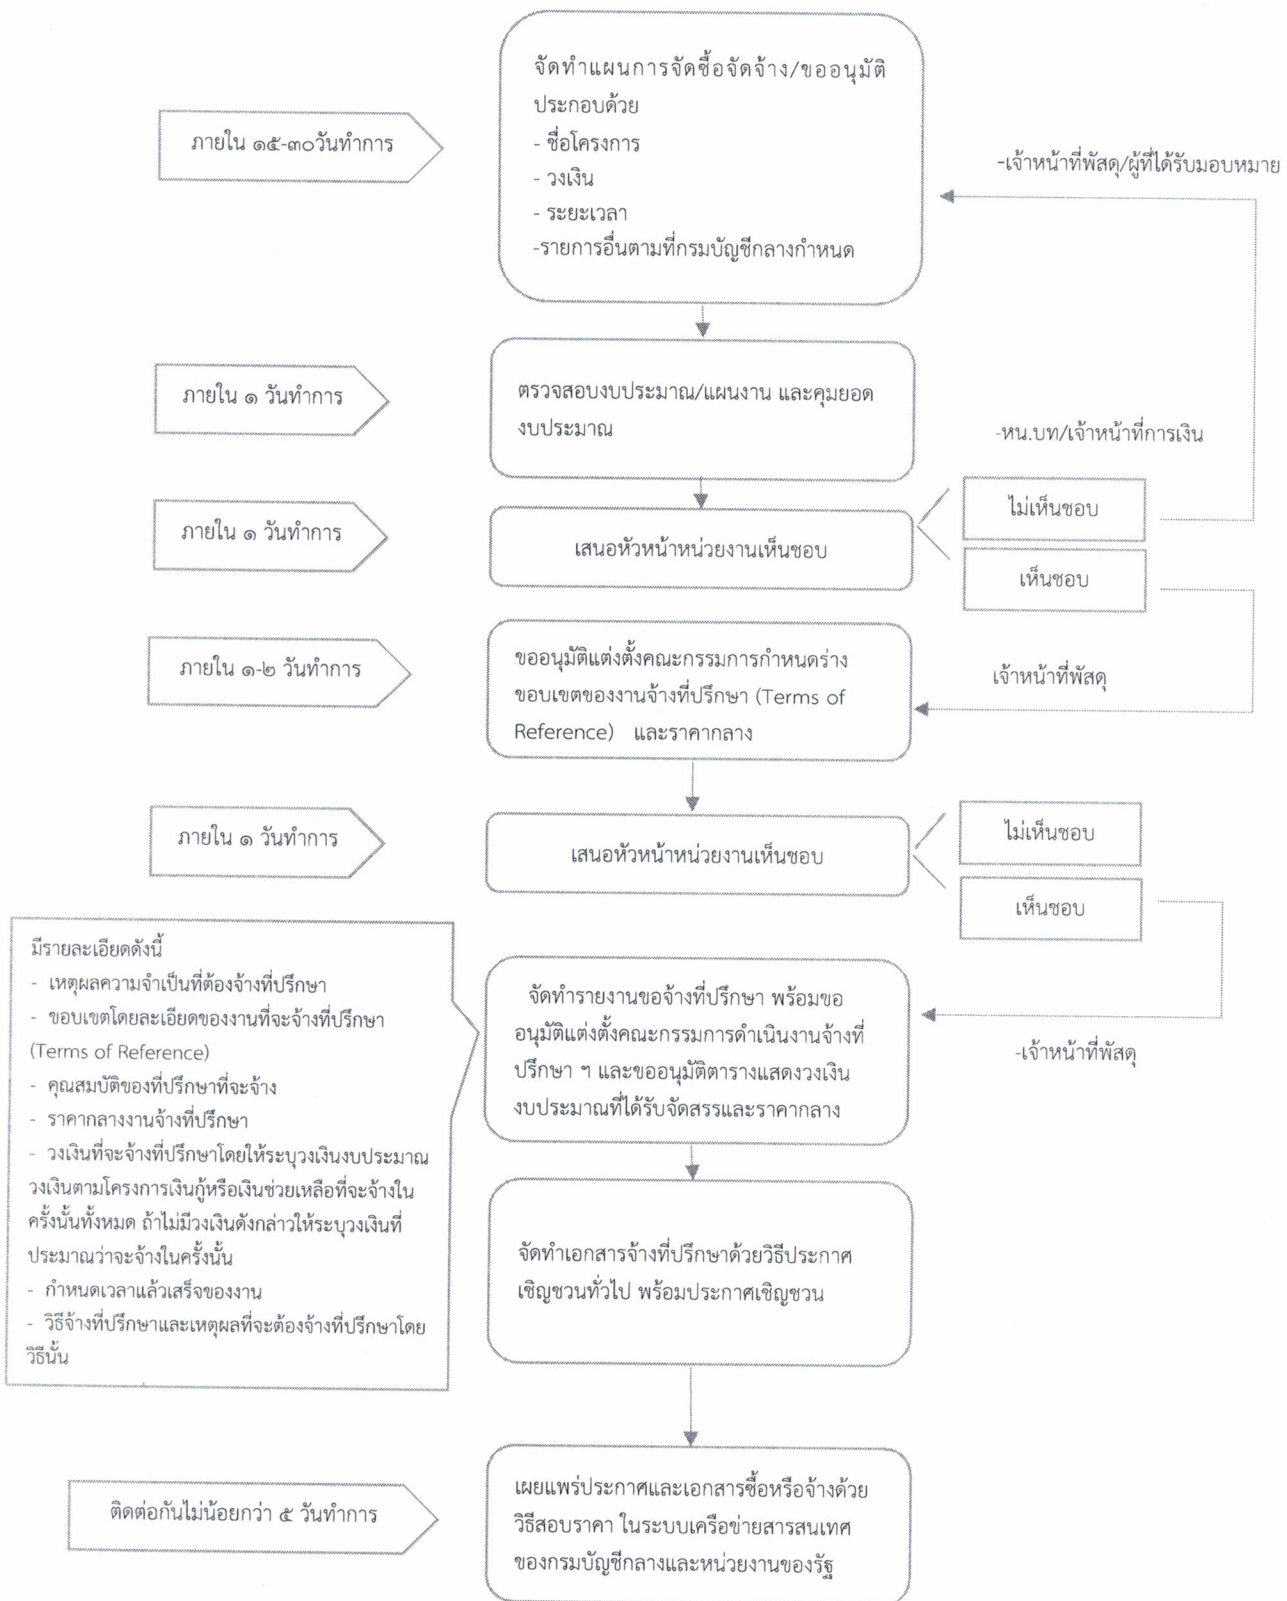 จัดทำแผนการจัดซื้อจัดจ้าง/ขออนุมัติ
ประกอบด้วย
- ชื่อโครงการ
- วงเงิน
- ระยะเวลา
-รายการอื่นตามที่กรมบัญชีกลางกำหนด
ภายใน ๑๕-๓๐วันทำการ
-เจ้าหน้าที่พัสดุ/ผู้ที่ได้รับมอบหมาย
ภายใน ๑ วันทำการ
ตรวจสอบงบประมาณ/แผนงาน และคุมยอด
งบประมาณ
-หน.บท/เจ้าหน้าที่การเงิน
ภายใน ๑ วันทำการ
เสนอหัวหน้าหน่วยงานเห็นชอบ
ไม่เห็นชอบ
เห็นชอบ
ภายใน ๑-๒ วันทำการ
ขออนุมัติแต่งตั้งคณะกรรมการกำหนดร่าง
ขอบเขตของงานจ้างที่ปรึกษา (Terms of
Reference) และราคากลาง
เจ้าหน้าที่พัสดุ
ภายใน ๑ วันทำการ
เสนอหัวหน้าหน่วยงานเห็นชอบ
ไม่เห็นชอบ
เห็นชอบ
มีรายละเอียดดังนี้
- เหตุผลความจำเป็นที่ต้องจ้างที่ปรึกษา
- ขอบเขตโดยละเอียดของงานที่จะจ้างที่ปรึกษา
(Terms of Reference)
- คุณสมบัติของที่ปรึกษาที่จะจ้าง
- ราคากลางงานจ้างที่ปรึกษา
- วงเงินที่จะจ้างที่ปรึกษาโดยให้ระบุวงเงินงบประมาณ
วงเงินตามโครงการเงินกู้หรือเงินช่วยเหลือที่จะจ้างใน
ครั้งนั้นทั้งหมด ถ้าไม่มีวงเงินดังกล่าวให้ระบุวงเงินที่
ประมาณว่าจะจ้างในครั้งนั้น
- กำหนดเวลาแล้วเสร็จของงาน
- วิธีจ้างที่ปรึกษาและเหตุผลที่จะต้องจ้างที่ปรึกษาโดย
วิธีนั้น
จัดทำรายงานขอจ้างที่ปรึกษา พร้อมขอ
อนุมัติแต่งตั้งคณะกรรมการดำเนินงานจ้างที่
ปรึกษา ฯ และขออนุมัติตารางแสดงวงเงิน
งบประมาณที่ได้รับจัดสรรและราคากลาง
-เจ้าหน้าที่พัสดุ
จัดทำเอกสารจ้างที่ปรึกษาด้วยวิธีประกาศ
เชิญชวนทั่วไป พร้อมประกาศเชิญชวน
ติดต่อกันไม่น้อยกว่า ๕ วันทำการ
เผยแพร่ประกาศและเอกสารซื้อหรือจ้างด้วย
วิธีสอบราคา ในระบบเครือข่ายสารสนเทศ
ของกรมบัญชีกลางและหน่วยงานของรัฐ